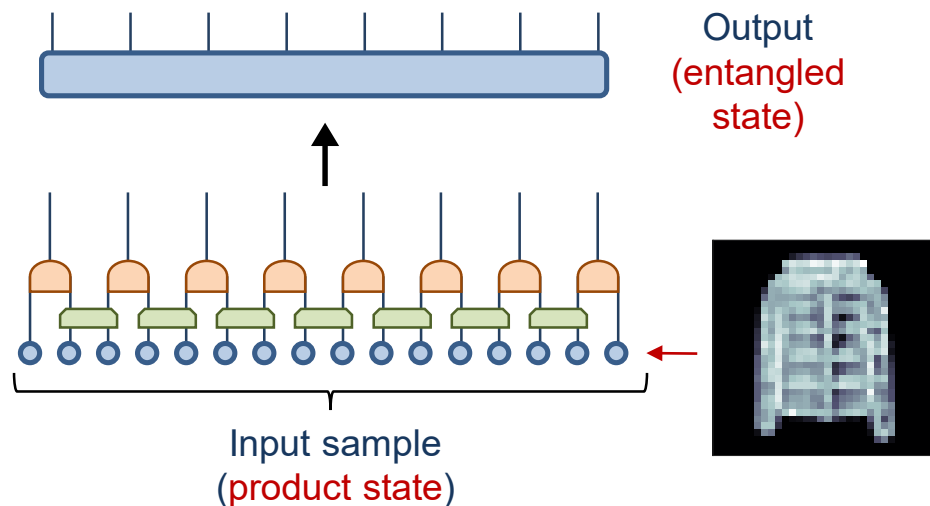 Output
(entangled
state)
Input sample
(product state)